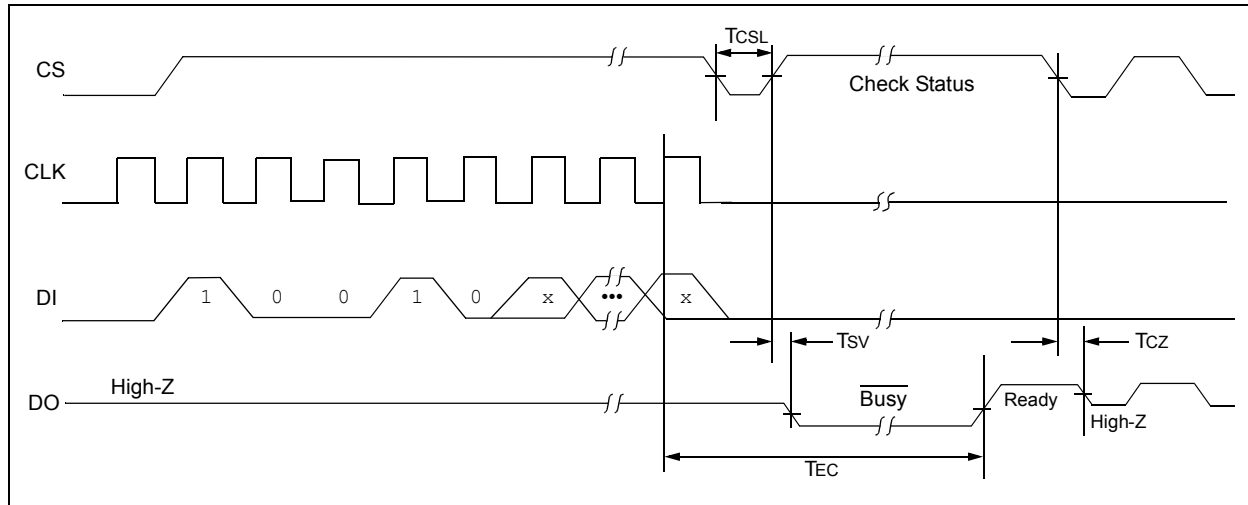 TCSL
CS
Check Status
CLK
DI
1 0 0 1 0 x ••• x
TSV
TCZ
High-Z
DO
Busy
Ready
High-Z
TEC